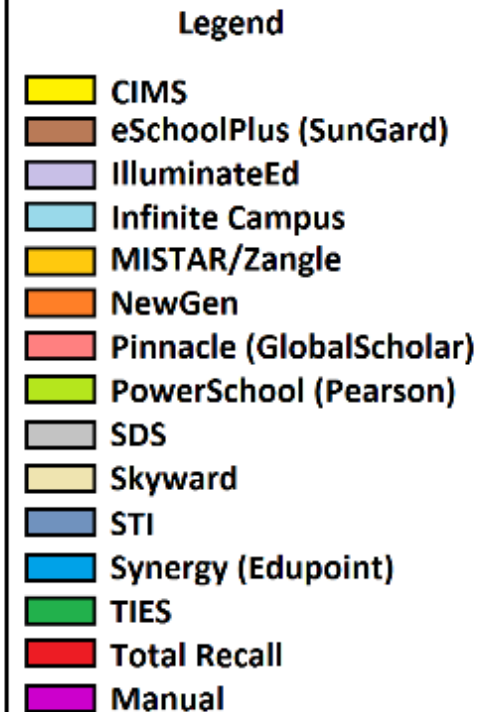 Legend
CIMS
eSchoolPlus (SunGard)
IlluminateEd
Infinite Campus
MISTAR/Zangle
NewGen
Pinnacle (GlobalScholar)
PowerSchool (Pearson)
SDS
Skyward
STI
Synergy (Edupoint)
TIES
Total Recall
Manual